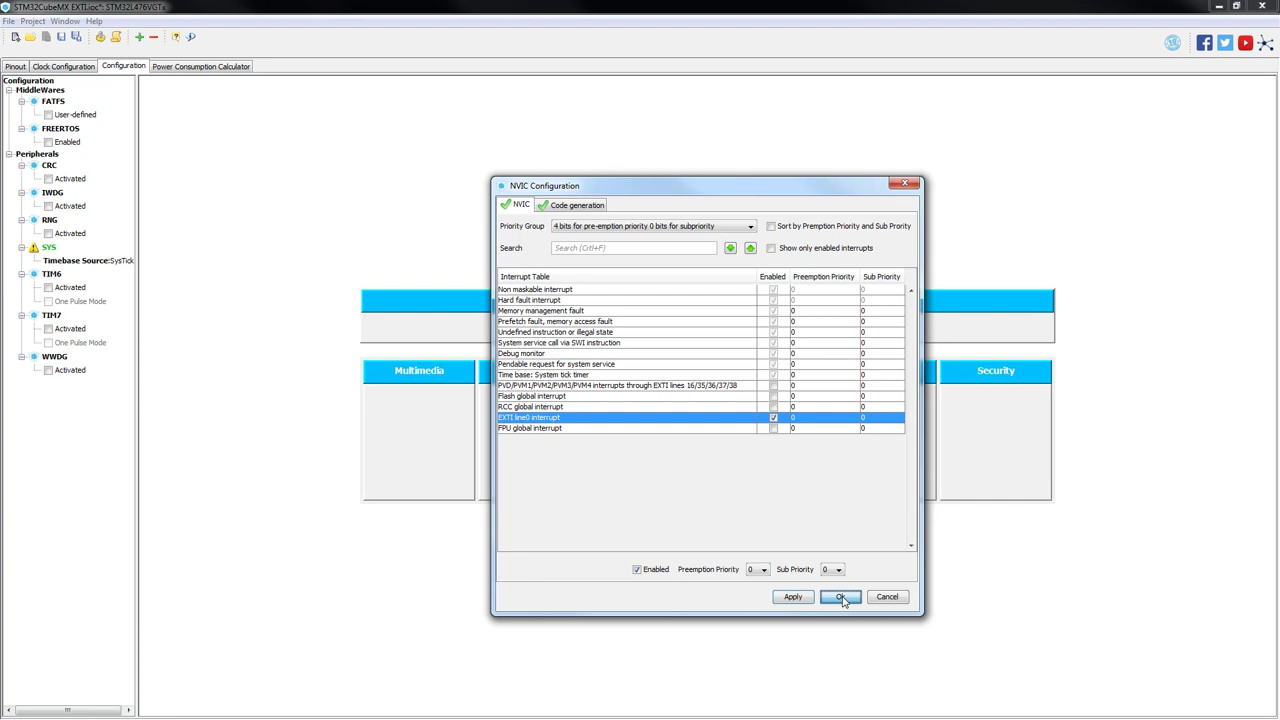 STM32CubeMX EXTI.ioc*: STM32L476VGTx
File Project Window Help
Pinout Clock Configuration Configuration Power Consumption Calculator
Configuration
MiddleWares
FATFS
User-defined
FREERTOS
Enabled
Peripherals
CRC
Activated
IWDG
Activated
RNG
Activated
SYS
Timebase Source:SysTick
TIM6
Activated
One Pulse Mode
TIM7
Activated
One Pulse Mode
WWDG
Activated
Multimedia
Security
NVIC Configuration
NVIC Code generation
Priority Group 4 bits for pre-emption priority 0 bits for subpriority Sort by Premption Priority and Sub Prority
Search Search (Crtl+F) Show only enabled interrupts
Interrupt Table Enabled Preemption Priority Sub Priority
Non maskable interrupt 0 0
Hard fault interrupt 0 0
Memory management fault 0 0
Prefetch fault, memory access fault 0 0
Undefined instruction or illegal state 0 0
System service call via SWI instruction 0 0
Debug monitor 0 0
Pendable request for system service 0 0
Time base: System tick timer 0 0
PVD/PVM1/PVM2/PVM3/PVM4 interrupts through EXTI lines 16/35/36/37/38 0 0
Flash global interrupt 0 0
RCC global interrupt 0 0
EXTI line0 interrupt 0 0
FPU global interrupt 0 0
Enabled Preemption Priority 0 Sub Priority 0
Apply Ok Cancel